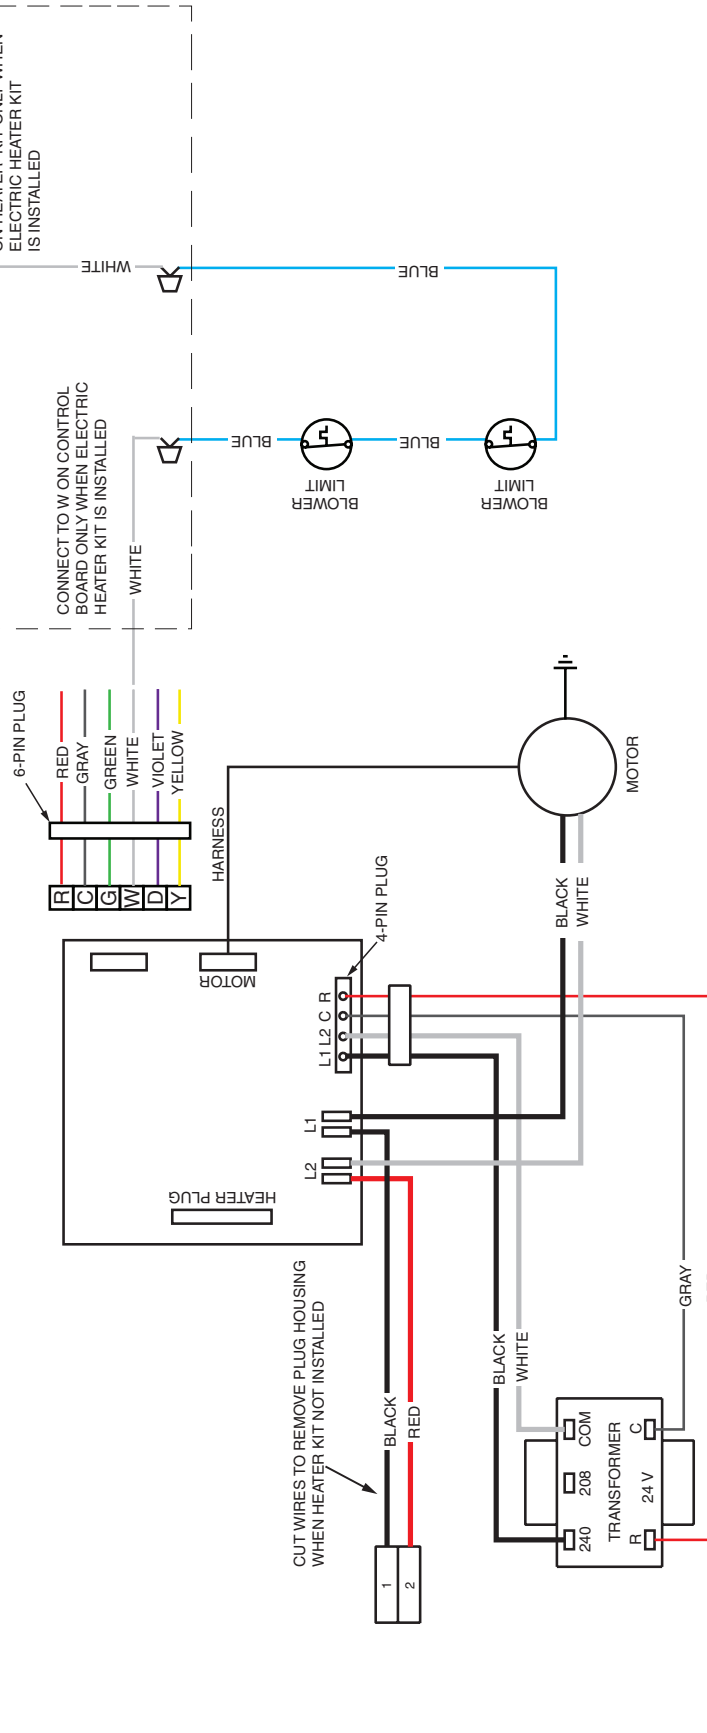 ELECTRIC HEATER KIT
IS INSTALLED
WHITE
BLUE
CONNECT TO W ON CONTROL
BOARD ONLY WHEN ELECTRIC
HEATER KIT IS INSTALLED
WHITE
BLUE
BLUE
BLOWER
LIMIT
BLOWER
LIMIT
6-PIN PLUG
RED
GRAY
GREEN
WHITE
VIOLET
YELLOW
R
C
G
W
D
Y
HARNESS
MOTOR
MOTOR
BLACK
WHITE
4-PIN PLUG
L1 L2 C R
L1
L2
HEATER PLUG
CUT WIRES TO REMOVE PLUG HOUSING
WHEN HEATER KIT NOT INSTALLED
BLACK
RED
1
2
BLACK
WHITE
GRAY
240
208
COM
TRANSFORMER
R
24 V
C